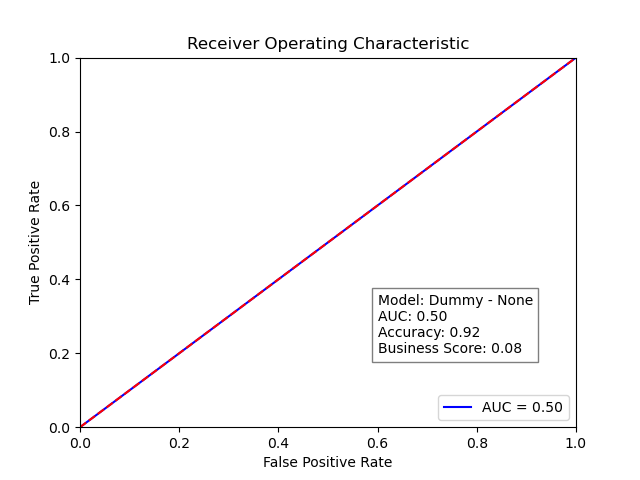 Receiver Operating Characteristic
True Positive Rate
1.0
0.8
0.6
0.4
0.2
0.0
Model: Dummy - None
AUC: 0.50
Accuracy: 0.92
Business Score: 0.08
AUC = 0.50
0.0 0.2 0.4 0.6 0.8 1.0
False Positive Rate